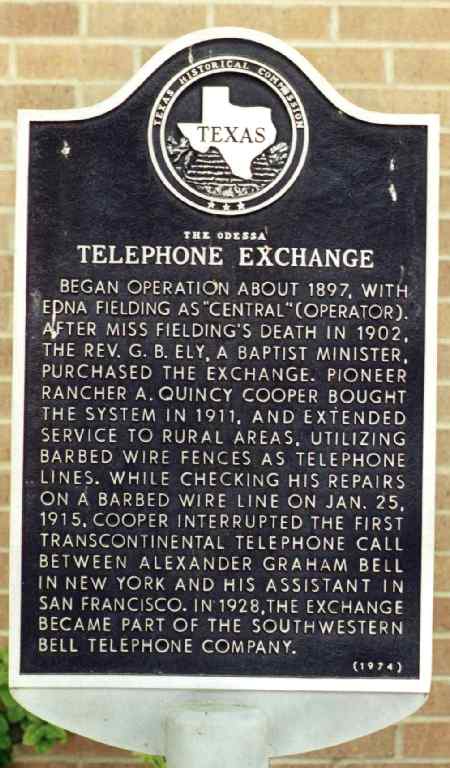 TEXAS HISTORICAL COMMISSION
TEXAS
THE ODESSA
TELEPHONE EXCHANGE
BEGAN OPERATION ABOUT 1897, WITH
EDNA FIELDING AS "CENTRAL" (OPERATOR).
AFTER MISS FIELDING'S DEATH IN 1902,
THE REV. G. B. ELY, A BAPTIST MINISTER,
PURCHASED THE EXCHANGE. PIONEER
RANCHER A. QUINCY COOPER BOUGHT
THE SYSTEM IN 1911, AND EXTENDED
SERVICE TO RURAL AREAS, UTILIZING
BARBED WIRE FENCES AS TELEPHONE
LINES. WHILE CHECKING HIS REPAIRS
ON A BARBED WIRE LINE ON JAN. 25,
1915, COOPER INTERRUPTED THE FIRST
TRANSCONTINENTAL TELEPHONE CALL
BETWEEN ALEXANDER GRAHAM BELL
IN NEW YORK AND HIS ASSISTANT IN
SAN FRANCISCO. IN 1928, THE EXCHANGE
BECAME PART OF THE SOUTHWESTERN
BELL TELEPHONE COMPANY.
(1974)